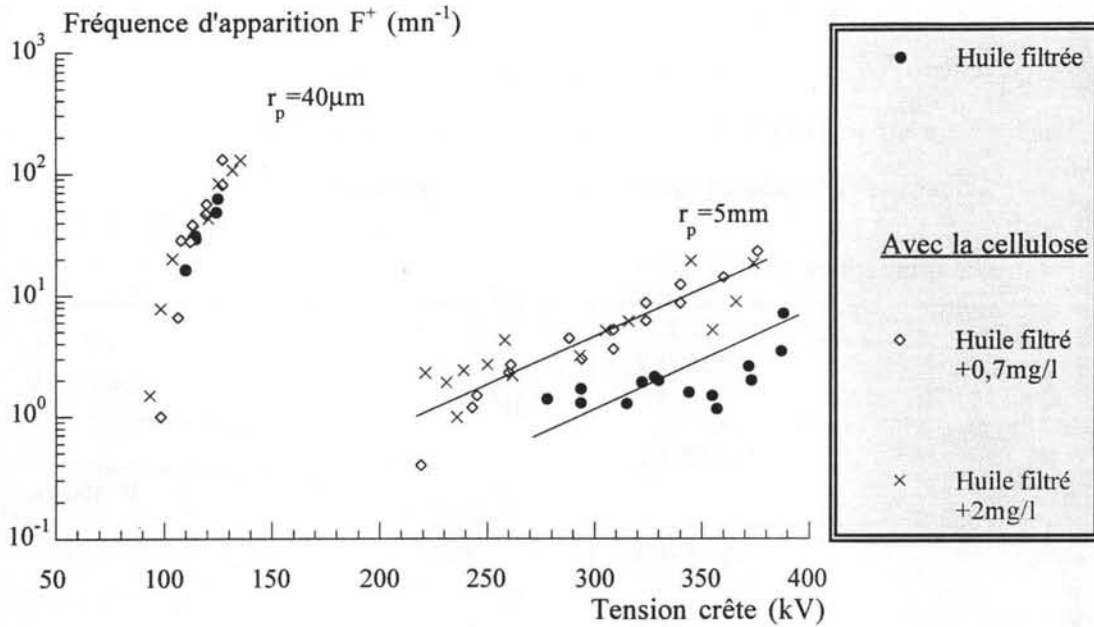 Fréquence d'apparition F⁺ (mn⁻¹)
10³
10²
10¹
10⁰
10⁻¹
r_p=40μm
r_p=5mm
50 100 150 200 250 300 350 400
Tension crête (kV)
Huile filtrée
Avec la cellulose
Huile filtré
+0,7mg/l
Huile filtré
+2mg/l